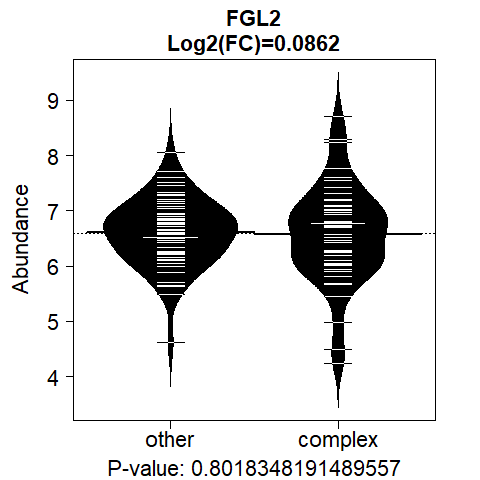 FGL2
Log2(FC)=0.0862
Abundance
9
8
7
6
5
4
other
complex
P-value: 0.8018348191489557